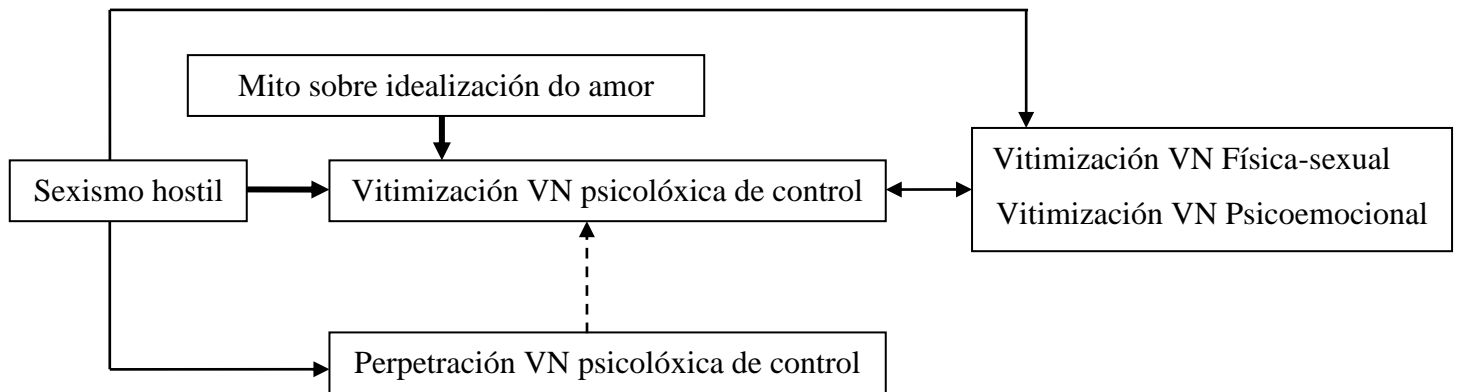 Mito sobre idealización do amor
Sexismo hostil
Vitimización VN psicolóxica de control
Vitimización VN Física-sexual
Vitimización VN Psicoemocional
Perpetración VN psicolóxica de control